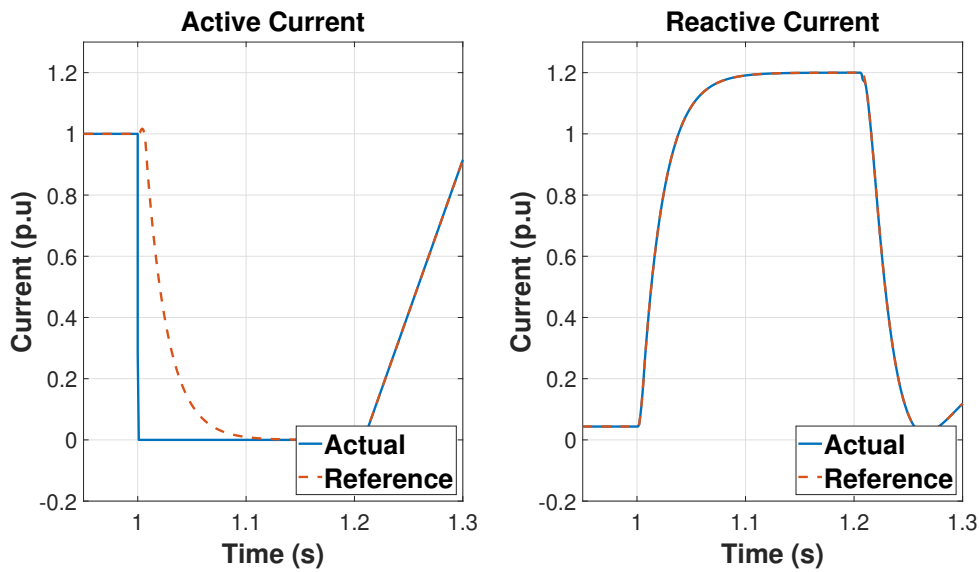 Active Current
Current (p.u)
1.2
1
0.8
0.6
0.4
0.2
0
-0.2
1
1.1
1.2
1.3
Time (s)
Actual
Reference
Reactive Current
Current (p.u)
1.2
1
0.8
0.6
0.4
0.2
0
-0.2
1
1.1
1.2
1.3
Time (s)
Actual
Reference